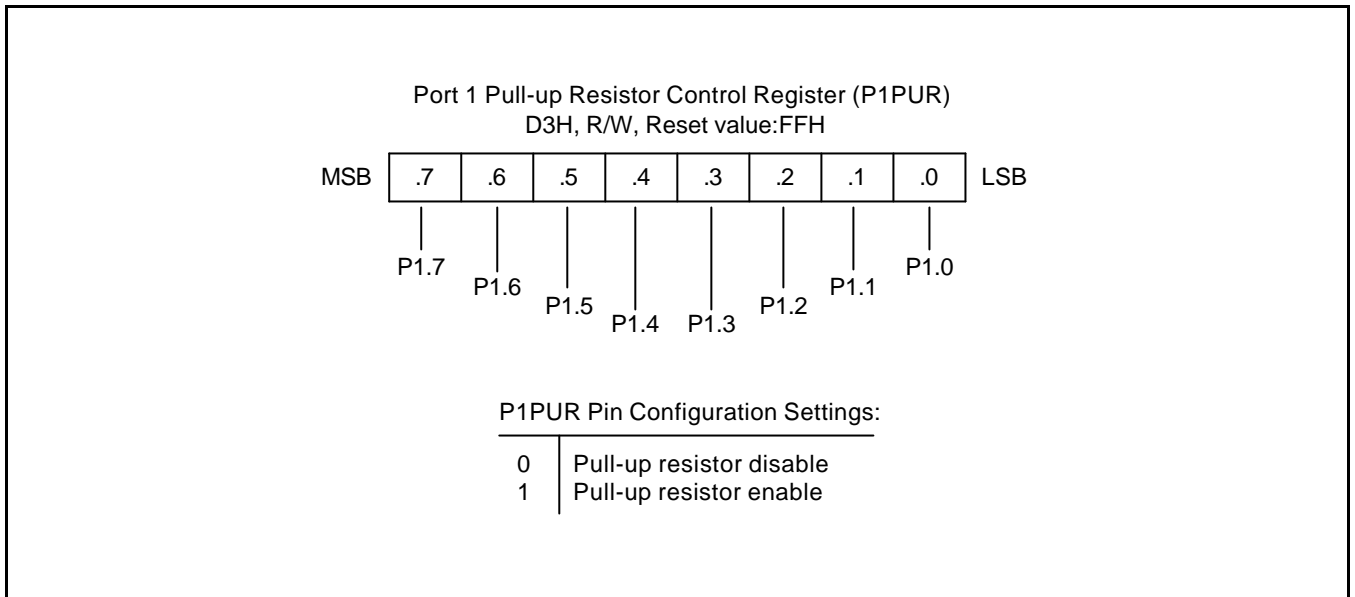 Port 1 Pull-up Resistor Control Register (P1PUR)
D3H, R/W, Reset value:FFH
MSB .7 .6 .5 .4 .3 .2 .1 .0 LSB
P1.7 P1.6 P1.5 P1.4 P1.3 P1.2 P1.1 P1.0
P1PUR Pin Configuration Settings:
0 Pull-up resistor disable
1 Pull-up resistor enable